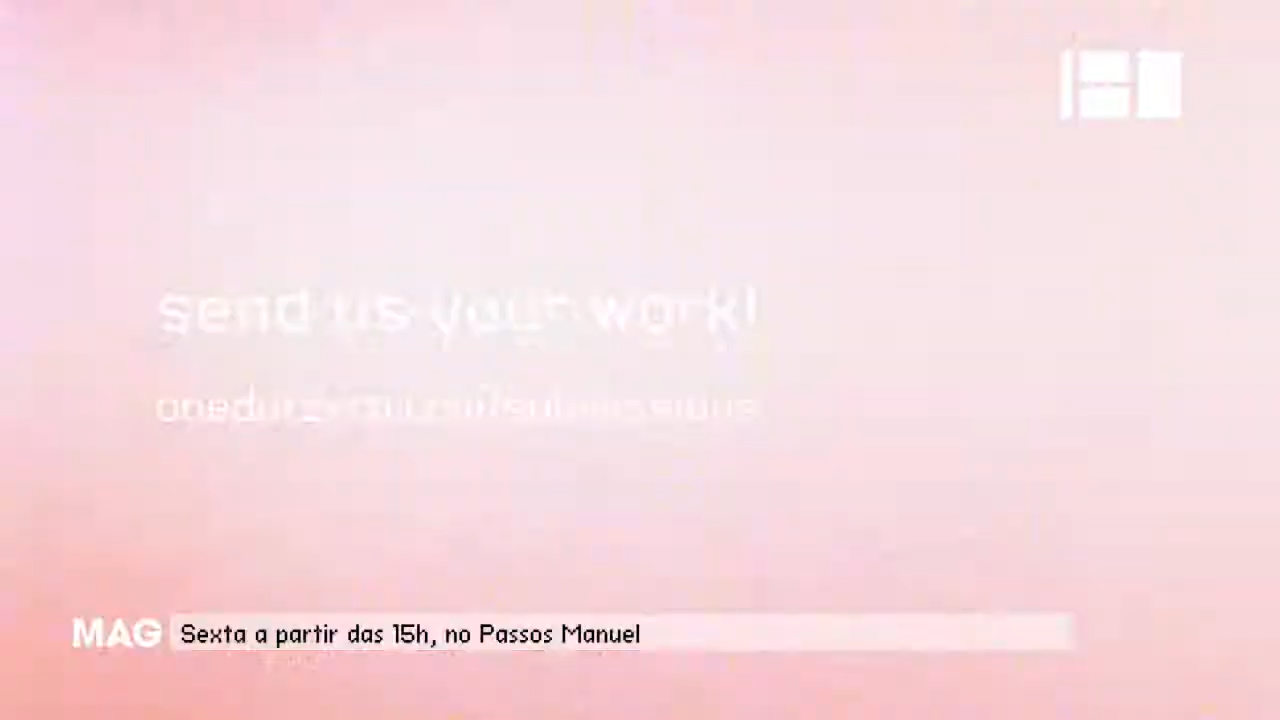 send us your work!
MAG Sexta a partir das 15h, no Passos Manuel